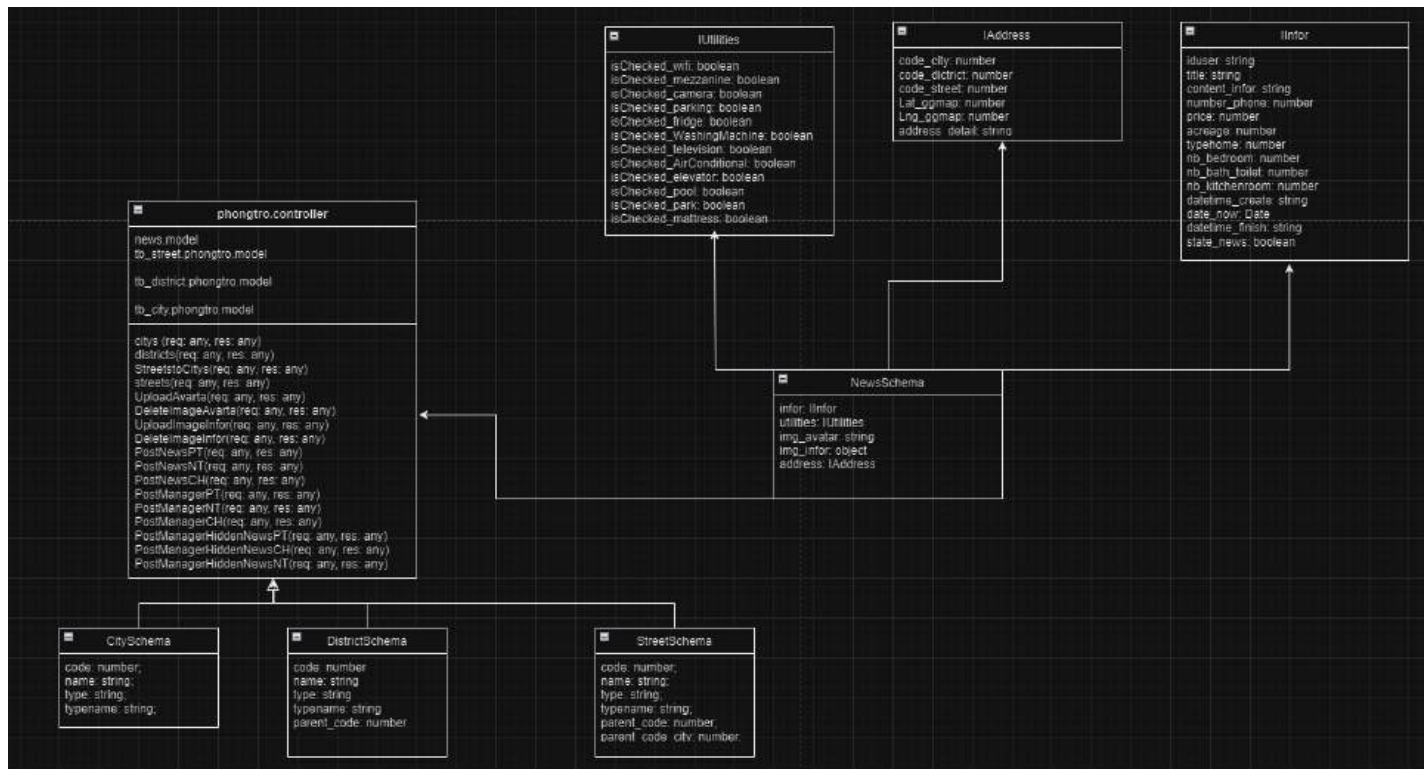 IUtilities
isChecked_wifi: boolean
isChecked_mezzanine: boolean
isChecked_camera: boolean
isChecked_parking: boolean
isChecked_fridge: boolean
isChecked_WashingMachine: boolean
isChecked_television: boolean
isChecked_AirConditional: boolean
isChecked_elevator: boolean
isChecked_pool: boolean
isChecked_park: boolean
isChecked_mattress: boolean
IAddress
code_city: number
code_dictrict: number
code_street: number
Lat_ggmap: number
Lng_ggmap: number
address_detail: string
IInfor
iduser: string
title: string
content_infor: string
number_phone: number
price: number
acreage: number
typehome: number
nb_bedroom: number
nb_bath_toilet: number
nb_kitchenroom: number
datetime_create: string
date_now: Date
datetime_finish: string
state_news: boolean
phongtro.controller
news.model
tb_street.phongtro.model
tb_district.phongtro.model
tb_city.phongtro.model
citys (req: any, res: any)
districts(req: any, res: any)
StreetstoCitys(req: any, res: any)
streets(req: any, res: any)
UploadAvarta(req: any, res: any)
DeleteImageAvarta(req: any, res: any)
UploadImageInfor(req: any, res: any)
DeleteImageInfor(req: any, res: any)
PostNewsPT(req: any, res: any)
PostNewsNT(req: any, res: any)
PostNewsCH(req: any, res: any)
PostManagerPT(req: any, res: any)
PostManagerNT(req: any, res: any)
PostManagerCH(req: any, res: any)
PostManagerHiddenNewsPT(req: any, res: any)
PostManagerHiddenNewsCH(req: any, res: any)
PostManagerHiddenNewsNT(req: any, res: any)
NewsSchema
infor: IInfor
utilities: IUtilities
img_avatar: string
img_infor: object
address: IAddress
CitySchema
code: number;
name: string;
type: string;
typename: string;
DistrictSchema
code: number
name: string
type: string
typename: string
parent_code: number
StreetSchema
code: number;
name: string;
type: string;
typename: string;
parent_code: number;
parent_code_city: number;